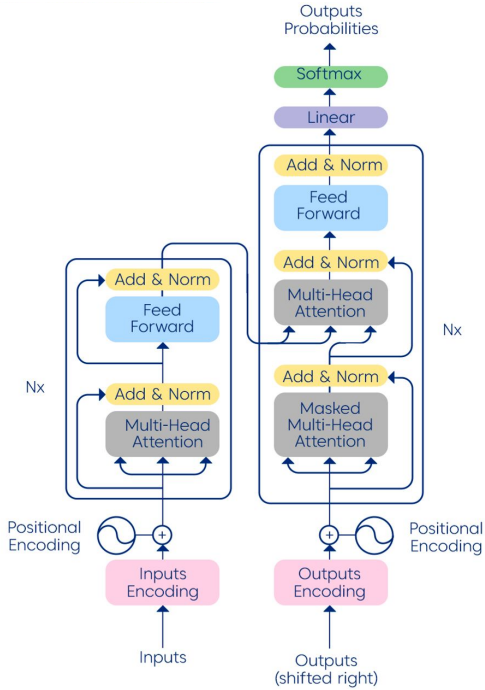 Outputs
Probabilities
Softmax
Linear
Add & Norm
Feed
Forward
Add & Norm
Multi-Head
Attention
Add & Norm
Masked
Multi-Head
Attention
Nx
Add & Norm
Feed
Forward
Add & Norm
Multi-Head
Attention
Nx
Positional
Encoding
+
Inputs
Encoding
Inputs
+
Positional
Encoding
Outputs
Encoding
Outputs
(shifted right)